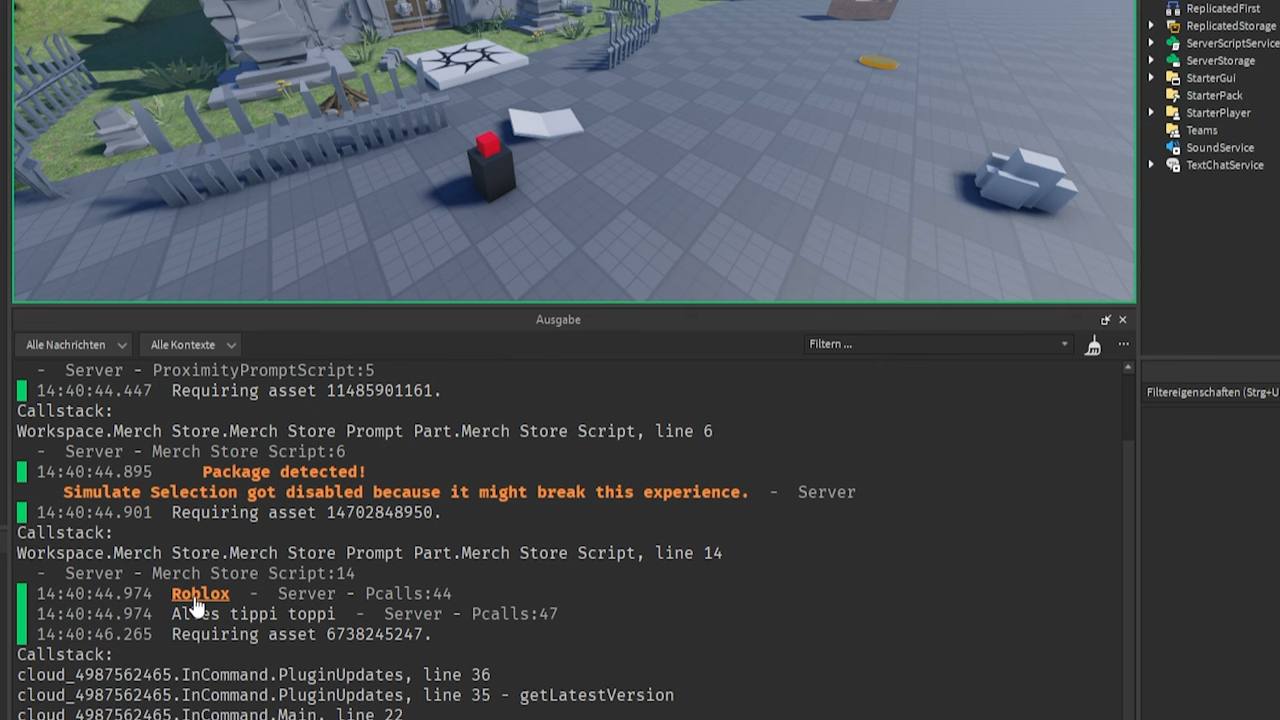 ReplicatedFirst
ReplicatedStorage
ServerScriptService
ServerStorage
StarterGui
StarterPack
StarterPlayer
Teams
SoundService
TextChatService
Ausgabe
Alle Nachrichten Alle Kontexte Filtern ...
Filtereigenschaften (Strg+U
- Server - ProximityPromptScript:5
14:40:44.447 Requiring asset 11485901161.
Callstack:
Workspace.Merch Store.Merch Store Prompt Part.Merch Store Script, line 6
- Server - Merch Store Script:6
14:40:44.895 Package detected!
Simulate Selection got disabled because it might break this experience. - Server
14:40:44.901 Requiring asset 14702848950.
Callstack:
Workspace.Merch Store.Merch Store Prompt Part.Merch Store Script, line 14
- Server - Merch Store Script:14
14:40:44.974 Roblox - Server - Pcalls:44
14:40:44.974 Alles tippi toppi - Server - Pcalls:47
14:40:46.265 Requiring asset 6738245247.
Callstack:
cloud_4987562465.InCommand.PluginUpdates, line 36
cloud_4987562465.InCommand.PluginUpdates, line 35 - getLatestVersion
cloud_4987562465.InCommand.Main, line 22